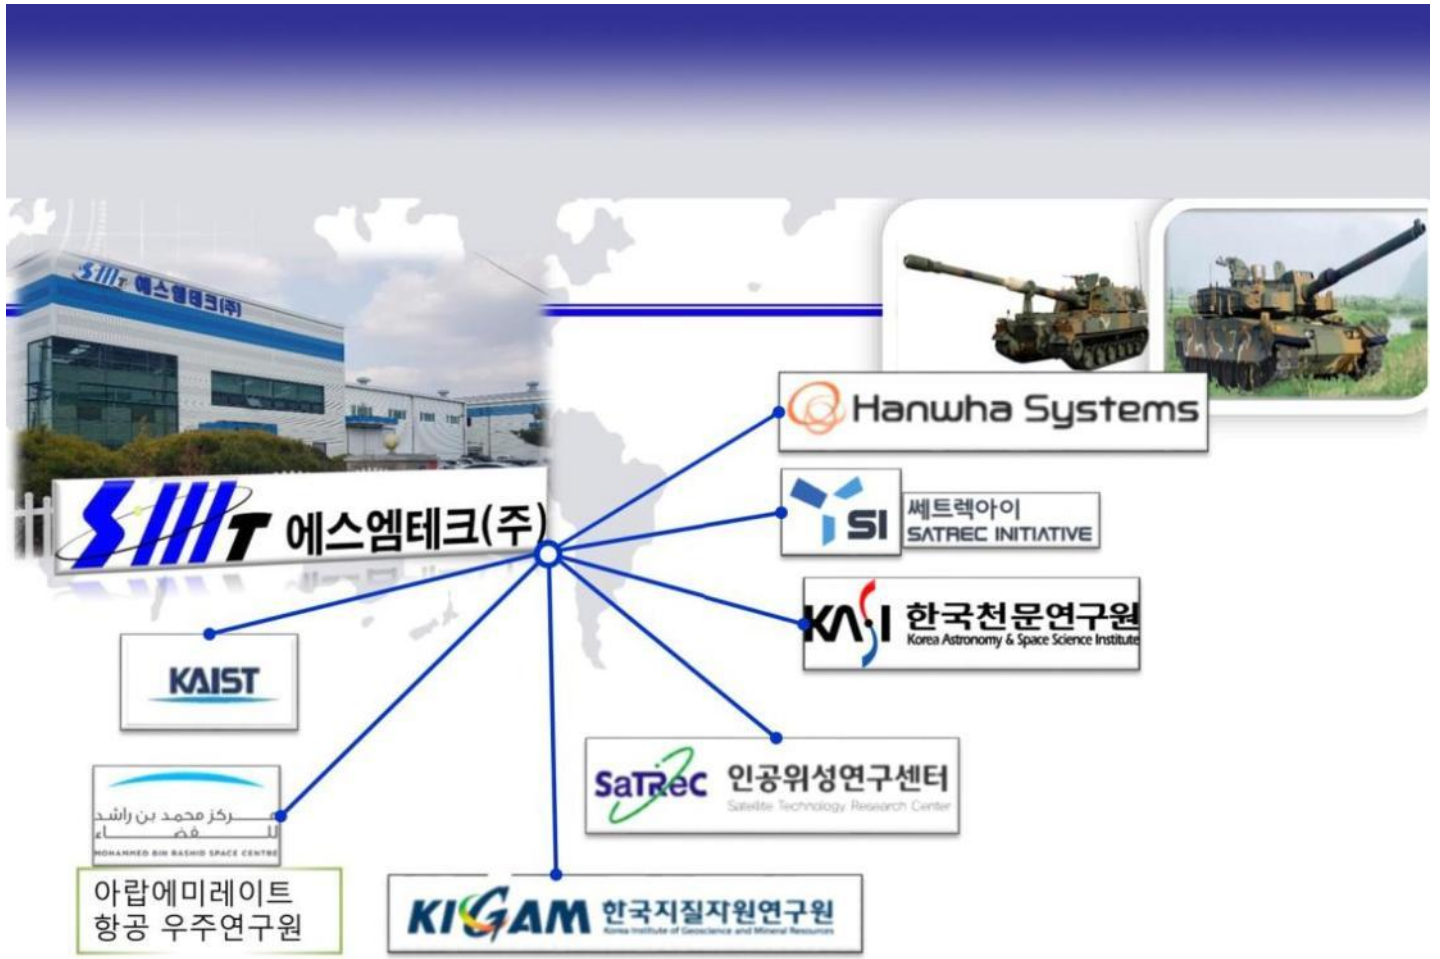 SMT 에스엠테크(주)
Hanwha Systems
SMT 에스엠테크(주)
SI
쎄트렉아이
SATREC INITIATIVE
KASI 한국천문연구원
Korea Astronomy & Space Science Institute
KAIST
SaTReC 인공위성연구센터
Satellite Technology Research Center
مركز محمد بن راشد
للفضاء
MOHAMMED BIN RASHID SPACE CENTRE
아랍에미레이트
항공 우주연구원
KIGAM 한국지질자원연구원
Korea Institute of Geoscience and Mineral Resources